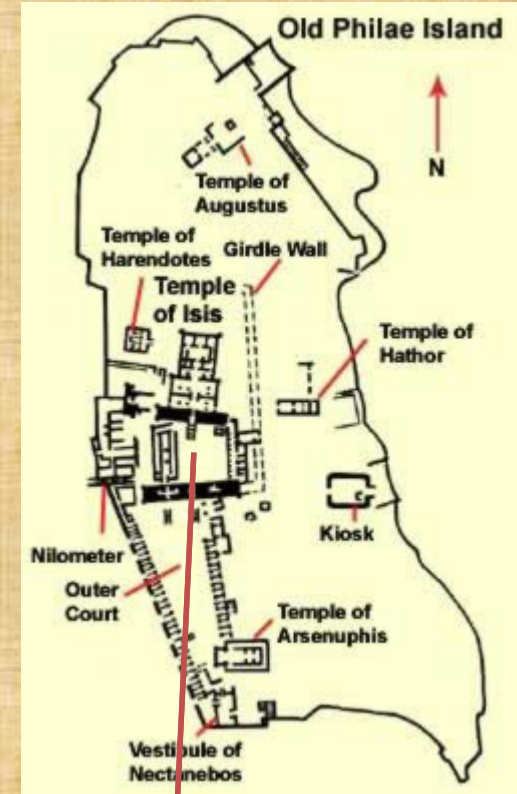 Old Philae Island
N
Temple of
Augustus
Temple of
Harendotes
Girdle Wall
Temple
of Isis
Temple of
Hathor
Kiosk
Nilometer
Outer
Court
Temple of
Arsenuphis
Vestibule of
Nectanebos